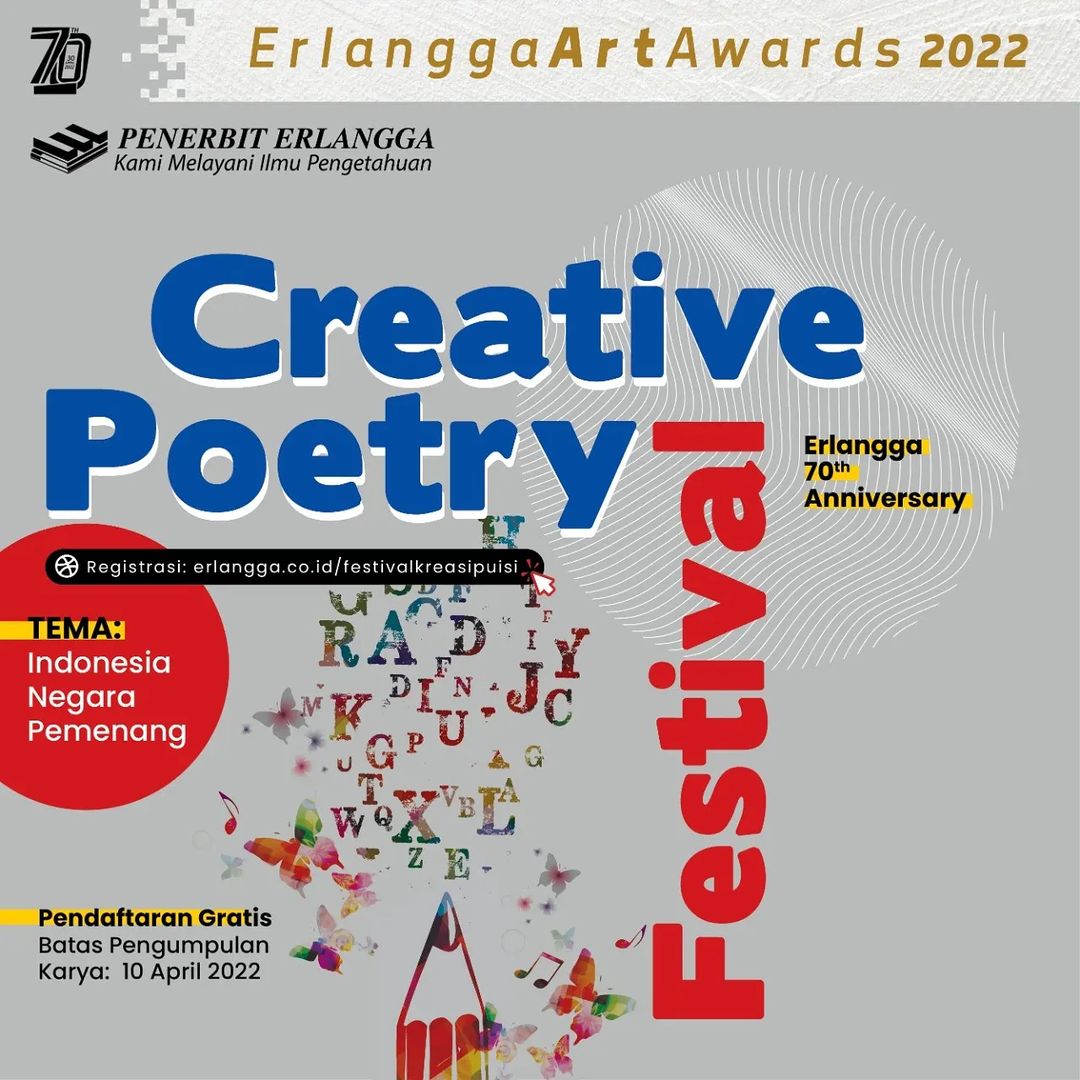 70TH
ErlanggaArtAwards 2022
PENERBIT ERLANGGA
Kami Melayani Ilmu Pengetahuan
Creative
Poetry
Festival
Erlangga
70th
Anniversary
Registrasi: erlangga.co.id/festivalkreasipuisi
TEMA:
Indonesia
Negara
Pemenang
Pendaftaran Gratis
Batas Pengumpulan
Karya: 10 April 2022